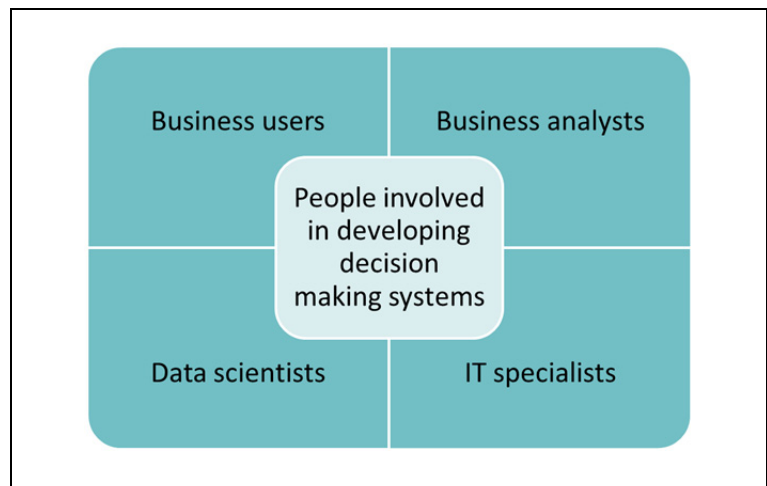 Business users
Business analysts
People involved
in developing
decision
making systems
Data scientists
IT specialists